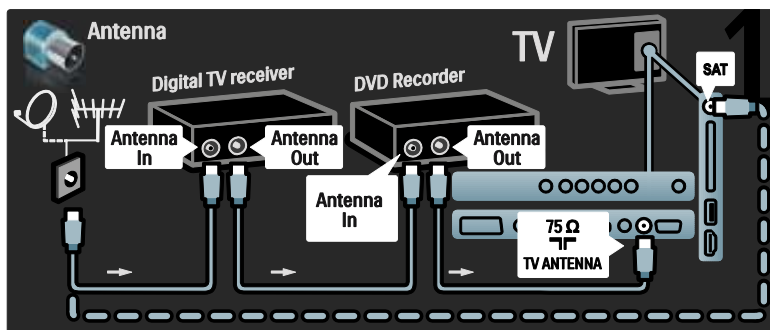 Antenna
TV
1
SAT
Digital TV receiver
DVD Recorder
Antenna
In
Antenna
Out
Antenna
In
Antenna
Out
75 Ω
TV ANTENNA